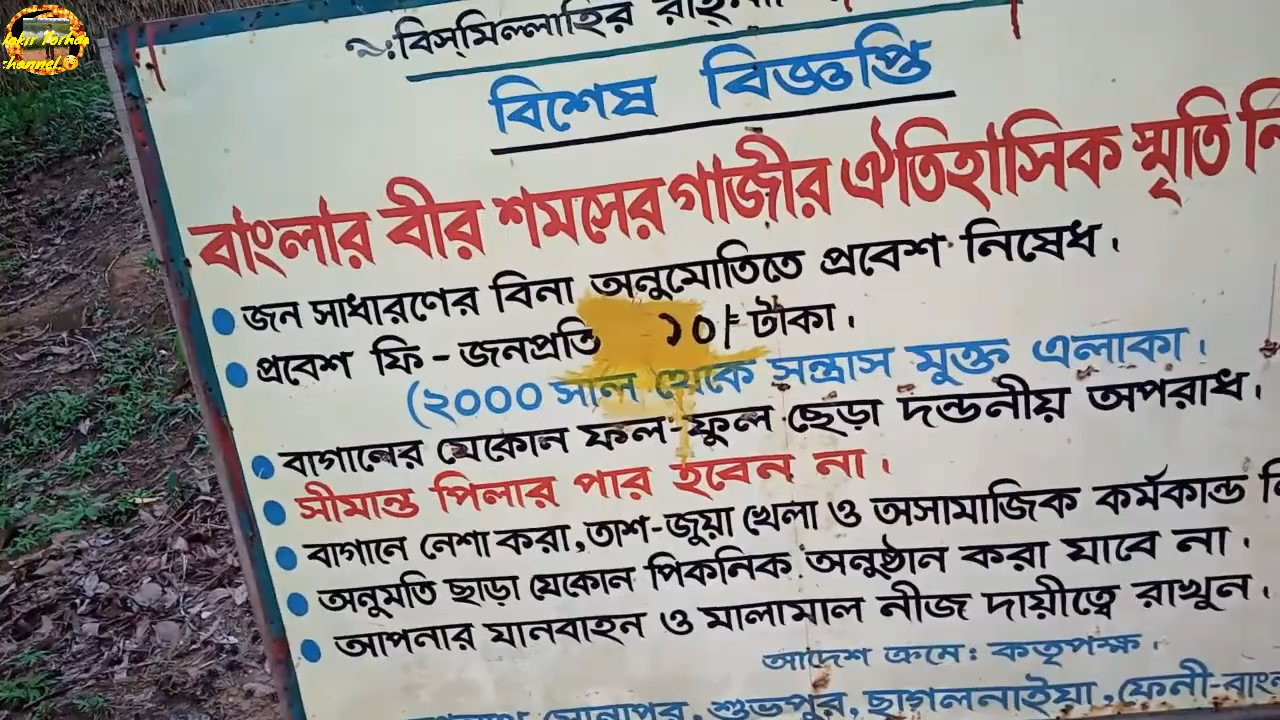 বিস্‌মিল্লাহির
বিশেষ বিজ্ঞপ্তি
বাংলার বীর শমসের গাজীর ঐতিহাসিক স্মৃতি
• জন সাধারণের বিনা অনুমোতিতে প্রবেশ নিষেধ।
• প্রবেশ ফি - জনপ্রতি ১০/= টাকা।
(২০০০ সাল থেকে সন্ত্রাস মুক্ত এলাকা।
• বাগানের যেকোন ফল-ফুল ছেড়া দন্ডনীয় অপরাধ।
• সীমান্ত পিলার পার হবেন না।
• বাগানে নেশা করা, তাশ-জুয়া খেলা ও অসামাজিক কর্মকান্ড
• অনুমতি ছাড়া যেকোন পিকনিক অনুষ্ঠান করা যাবে না।
• আপনার যানবাহন ও মালামাল নীজ দায়ীত্বে রাখুন।
আদেশ ক্রমে: কতৃপক্ষ।
সোনাপুর, শুভপুর, ছাগলনাইয়া, ফেনী-